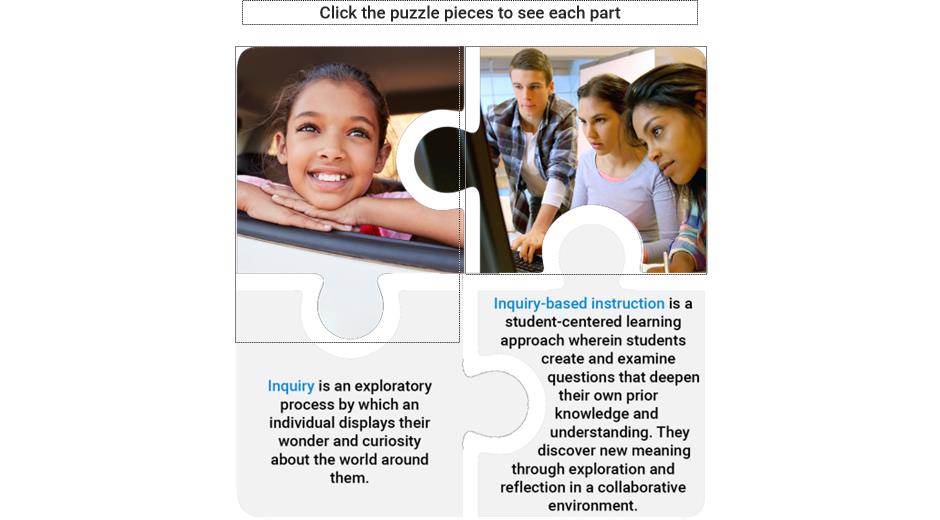 Click the puzzle pieces to see each part
Inquiry is an exploratory
process by which an
individual displays their
wonder and curiosity
about the world around
them.
Inquiry-based instruction is a
student-centered learning
approach wherein students
create and examine
questions that deepen
their own prior
knowledge and
understanding. They
discover new meaning
through exploration and
reflection in a collaborative
environment.